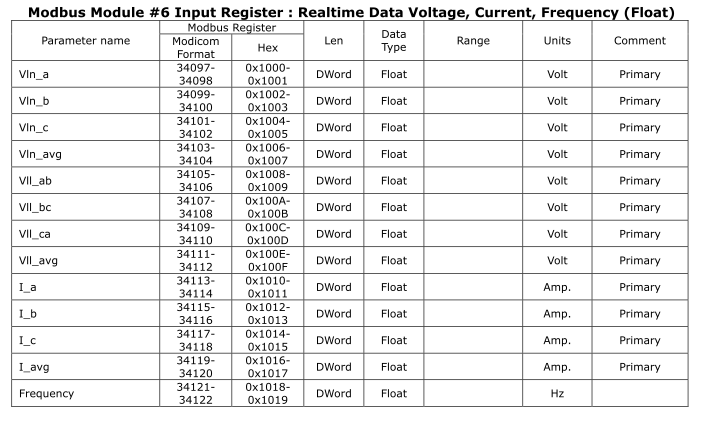 Modbus Module #6 Input Register : Realtime Data Voltage, Current, Frequency (Float)
Parameter name Modbus Register Len Data Type Range Units Comment
Modicom Format Hex
Vln_a 34097-34098 0x1000-0x1001 DWord Float Volt Primary
Vln_b 34099-34100 0x1002-0x1003 DWord Float Volt Primary
Vln_c 34101-34102 0x1004-0x1005 DWord Float Volt Primary
Vln_avg 34103-34104 0x1006-0x1007 DWord Float Volt Primary
Vll_ab 34105-34106 0x1008-0x1009 DWord Float Volt Primary
Vll_bc 34107-34108 0x100A-0x100B DWord Float Volt Primary
Vll_ca 34109-34110 0x100C-0x100D DWord Float Volt Primary
Vll_avg 34111-34112 0x100E-0x100F DWord Float Volt Primary
I_a 34113-34114 0x1010-0x1011 DWord Float Amp. Primary
I_b 34115-34116 0x1012-0x1013 DWord Float Amp. Primary
I_c 34117-34118 0x1014-0x1015 DWord Float Amp. Primary
I_avg 34119-34120 0x1016-0x1017 DWord Float Amp. Primary
Frequency 34121-34122 0x1018-0x1019 DWord Float Hz